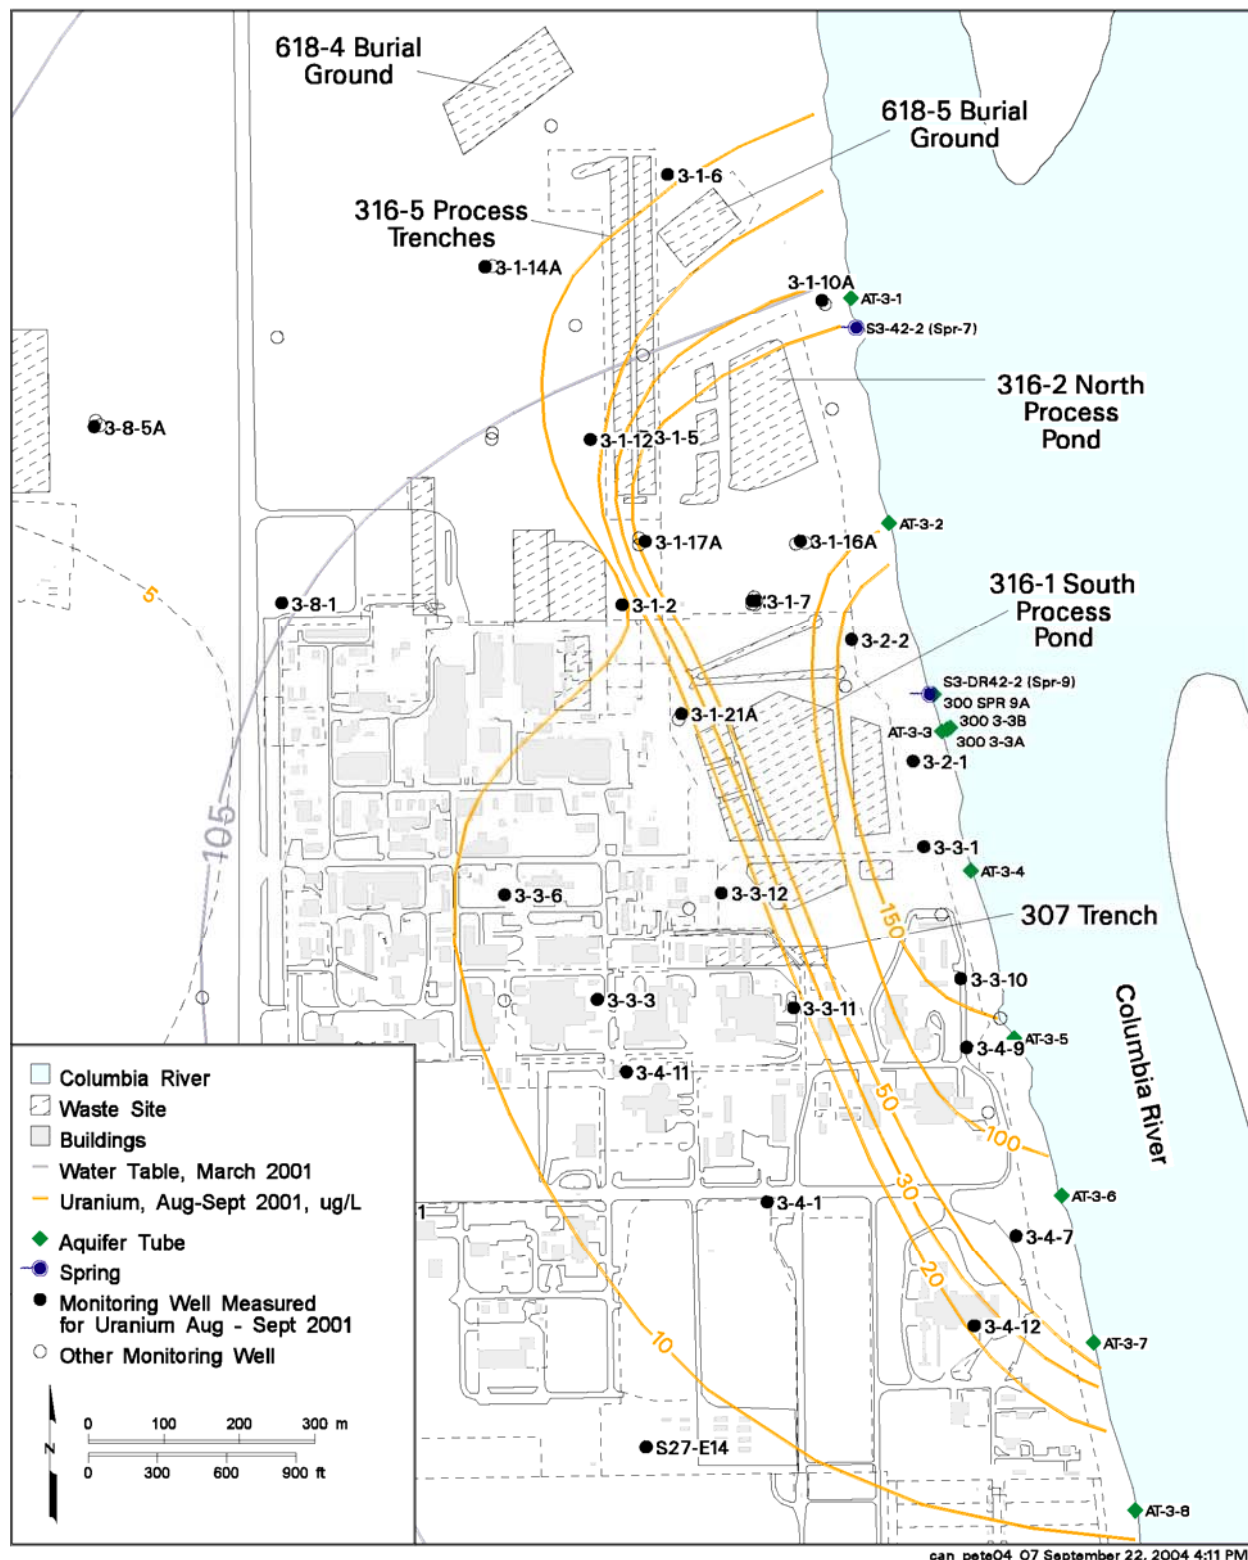 618-4 Burial
Ground
618-5 Burial
Ground
3-1-6
316-5 Process
Trenches
3-1-14A
3-1-10A
AT-3-1
S3-42-2 (Spr-7)
316-2 North
Process
Pond
3-8-5A
3-1-12
3-1-5
AT-3-2
3-1-17A
3-1-16A
5
3-8-1
3-1-2
3-1-7
316-1 South
Process
Pond
3-2-2
S3-DR42-2 (Spr-9)
300 SPR 9A
3-1-21A
300 3-3B
AT-3-3
300 3-3A
3-2-1
105
3-3-1
AT-3-4
3-3-6
3-3-12
150
307 Trench
3-3-10
3-3-3
3-3-11
AT-3-5
3-4-9
Columbia River
3-4-11
50
100
30
AT-3-6
3-4-1
1
3-4-7
20
3-4-12
10
AT-3-7
S27-E14
AT-3-8
Columbia River
Waste Site
Buildings
Water Table, March 2001
Uranium, Aug-Sept 2001, ug/L
Aquifer Tube
Spring
Monitoring Well Measured
for Uranium Aug - Sept 2001
Other Monitoring Well
0 100 200 300 m
0 300 600 900 ft
N
can_pete04_07 September 22, 2004 4:11 PM